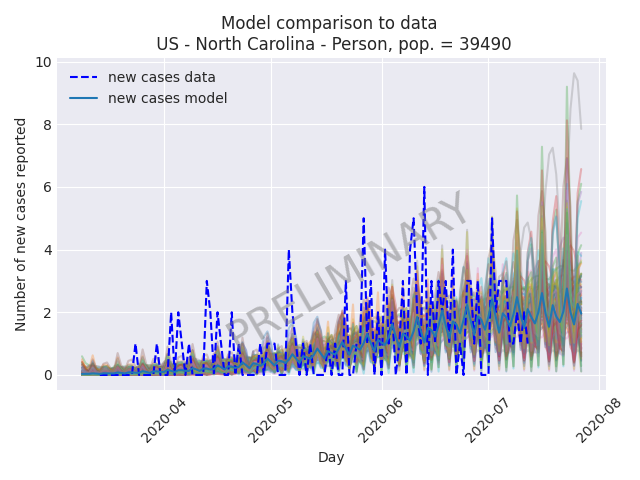 Model comparison to data
US - North Carolina - Person, pop. = 39490
Number of new cases reported
10
8
6
4
2
0
new cases data
new cases model
PRELIMINARY
2020-04
2020-05
2020-06
2020-07
2020-08
Day